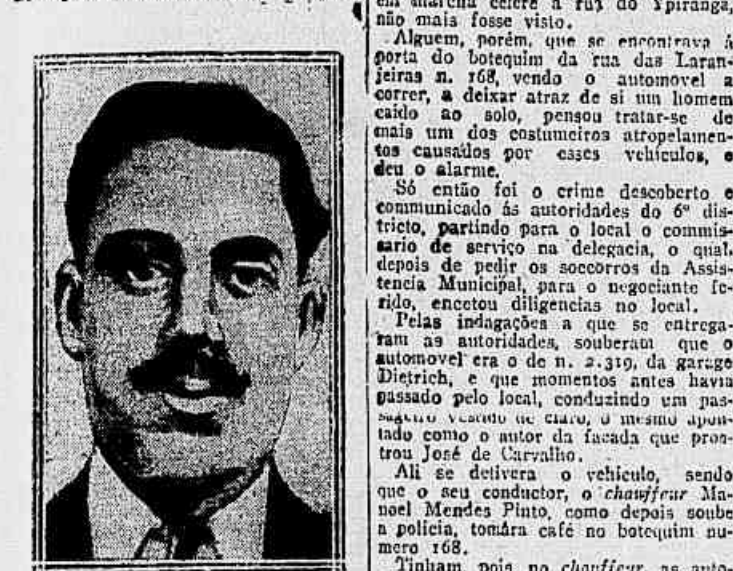 em marcha celere a rua do Ypiranga,
não mais fosse visto.
Alguem, porém, que se encontrava á
porta do botequim da rua das Laran-
jeiras n. 168, vendo o automovel a
correr, a deixar atraz de si um homem
caido ao solo, pensou tratar-se de
mais um dos costumeiros atropelamen-
tos causados por esses vehiculos, e
deu o alarme.
Só então foi o crime descoberto e
communicado ás autoridades do 6º dis-
tricto, partindo para o local o commis-
sario de serviço na delegacia, o qual,
depois de pedir os soccorros da Assis-
tencia Municipal, para o negociante fe-
rido, encetou diligencias no local.
Pelas indagações a que se entrega-
ram as autoridades, souberam que o
automovel era o de n. 2.319, da garage
Dietrich, e que momentos antes havia
passado pelo local, conduzindo um pas-
sageiro vestido de claro, o mesmo apon-
tado como o autor da facada que pros-
trou José de Carvalho.
Ali se detivera o vehiculo, sendo
que o seu conductor, o chauffeur Ma-
noel Mendes Pinto, como depois soube
a policia, tomára café no botequim nu-
mero 168.
Tinham pois no chauffeur as auto-